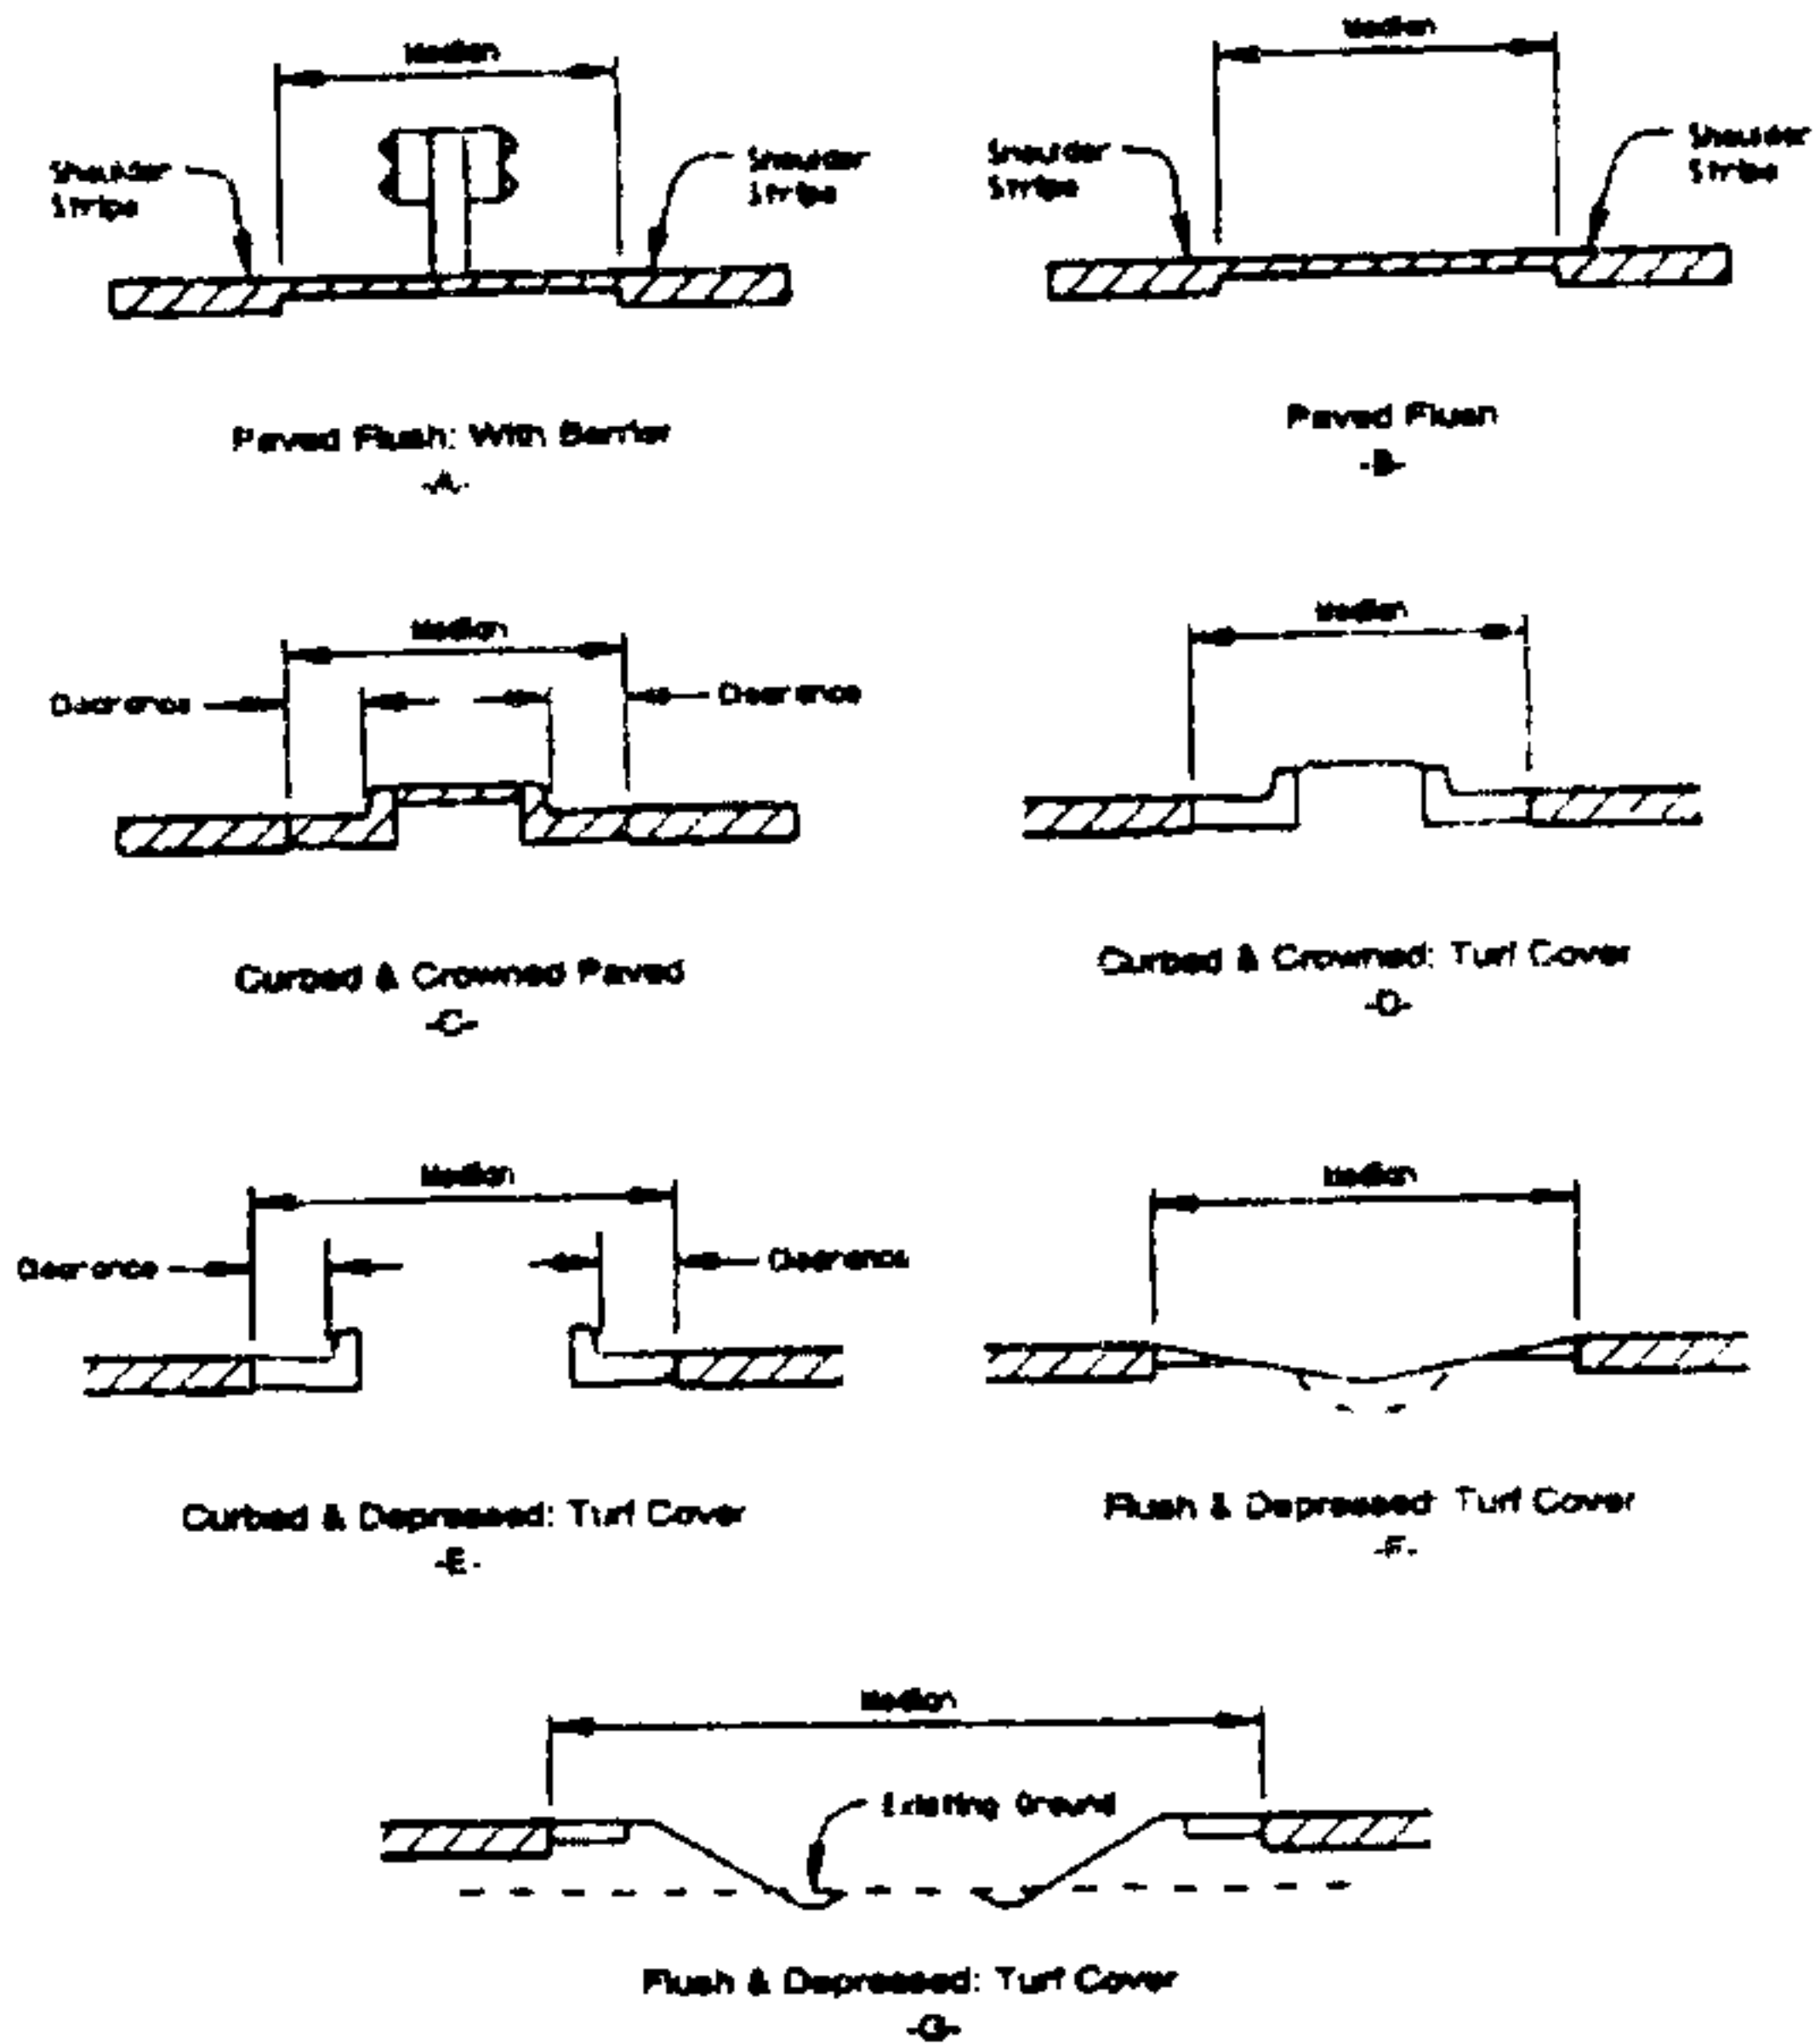 Median
Shoulder
Stripe
Shoulder
Stripe
Paved Flush: With Barrier
-A-
Median
Shoulder
Stripe
Shoulder
Stripe
Paved Flush
-B-
Median
Clearance
Clearance
Curbed & Crowned Paved
-C-
Median
Curbed & Crowned: Turf Cover
-D-
Median
Clearance
Clearance
Curbed & Depressed: Turf Cover
-E-
Median
Flush & Depressed Turf Cover
-F-
Median
Existing Ground
Flush & Depressed: Turf Cover
-G-